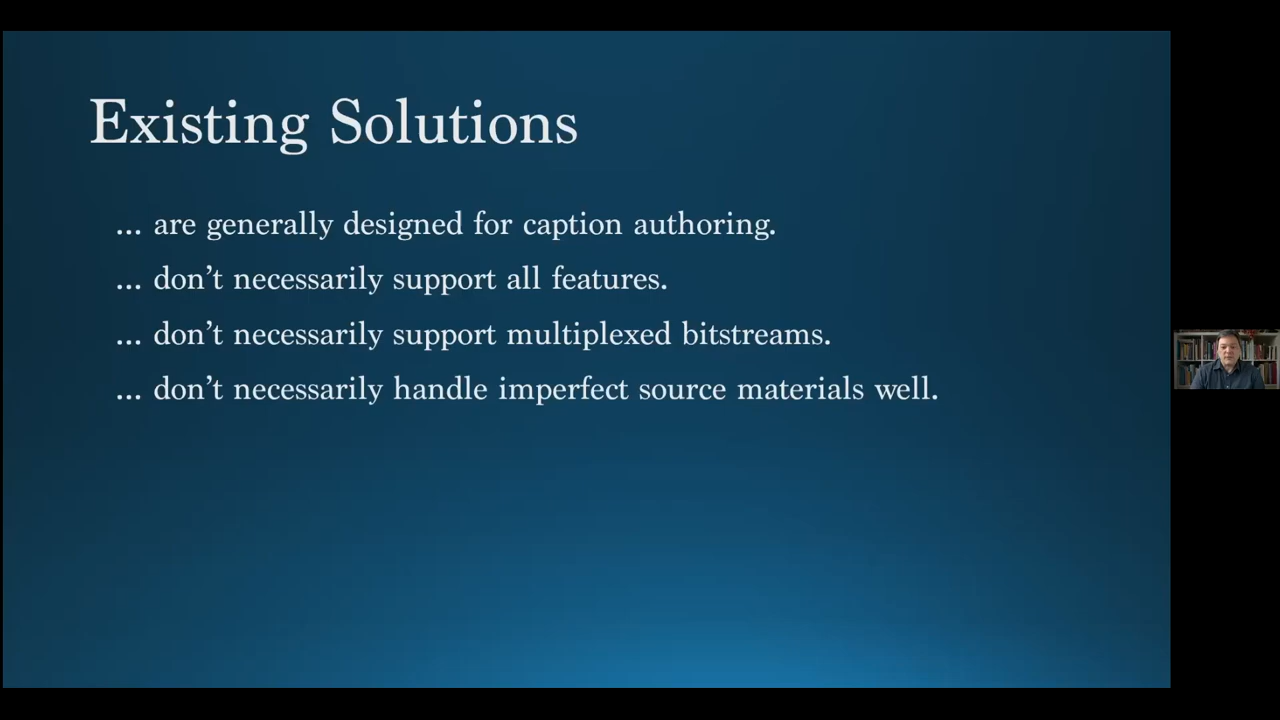 Existing Solutions
... are generally designed for caption authoring.
... don’t necessarily support all features.
... don’t necessarily support multiplexed bitstreams.
... don’t necessarily handle imperfect source materials well.